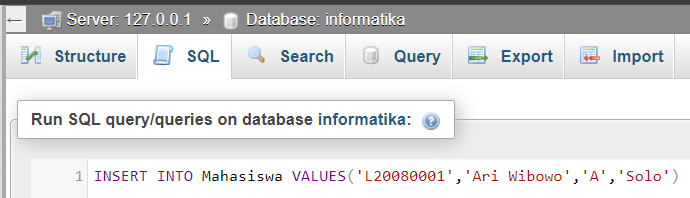 ← Server: 127.0.0.1 » Database: informatika
Structure SQL Search Query Export Import
Run SQL query/queries on database informatika:
1 INSERT INTO Mahasiswa VALUES('L20080001','Ari Wibowo','A','Solo')